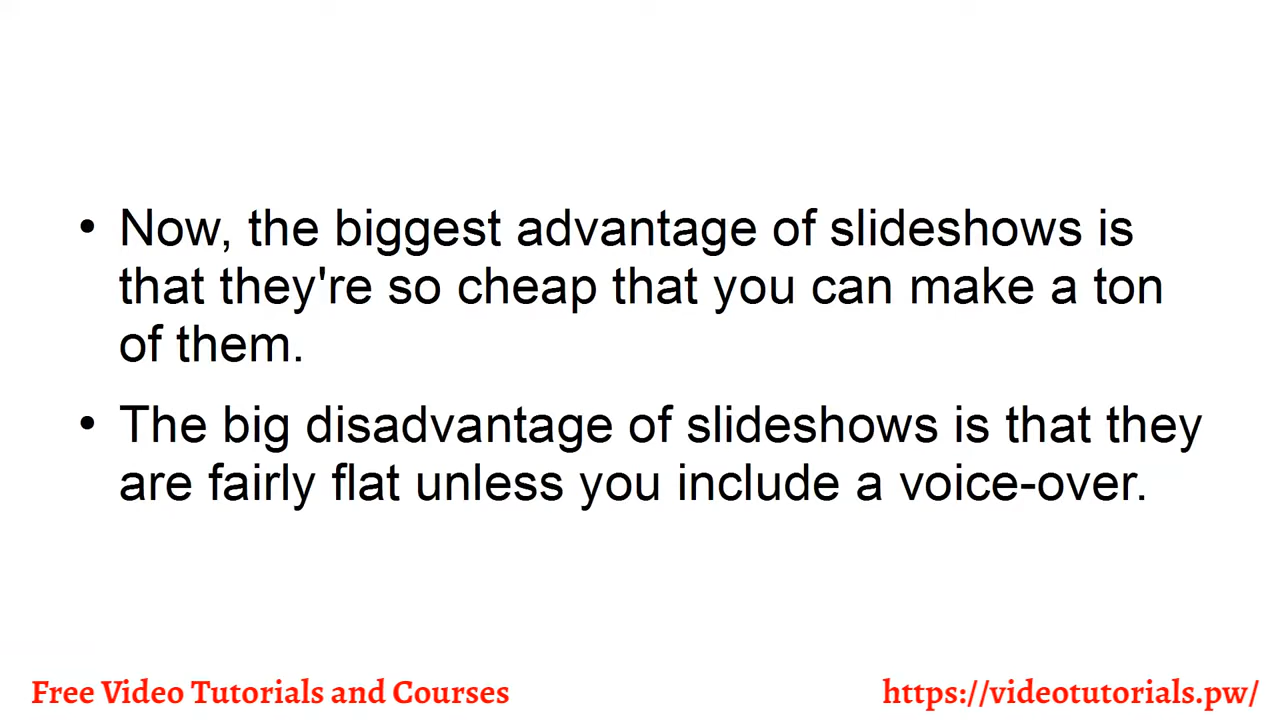 • Now, the biggest advantage of slideshows is
that they're so cheap that you can make a ton
of them.
• The big disadvantage of slideshows is that they
are fairly flat unless you include a voice-over.
Free Video Tutorials and Courses
https://videotutorials.pw/